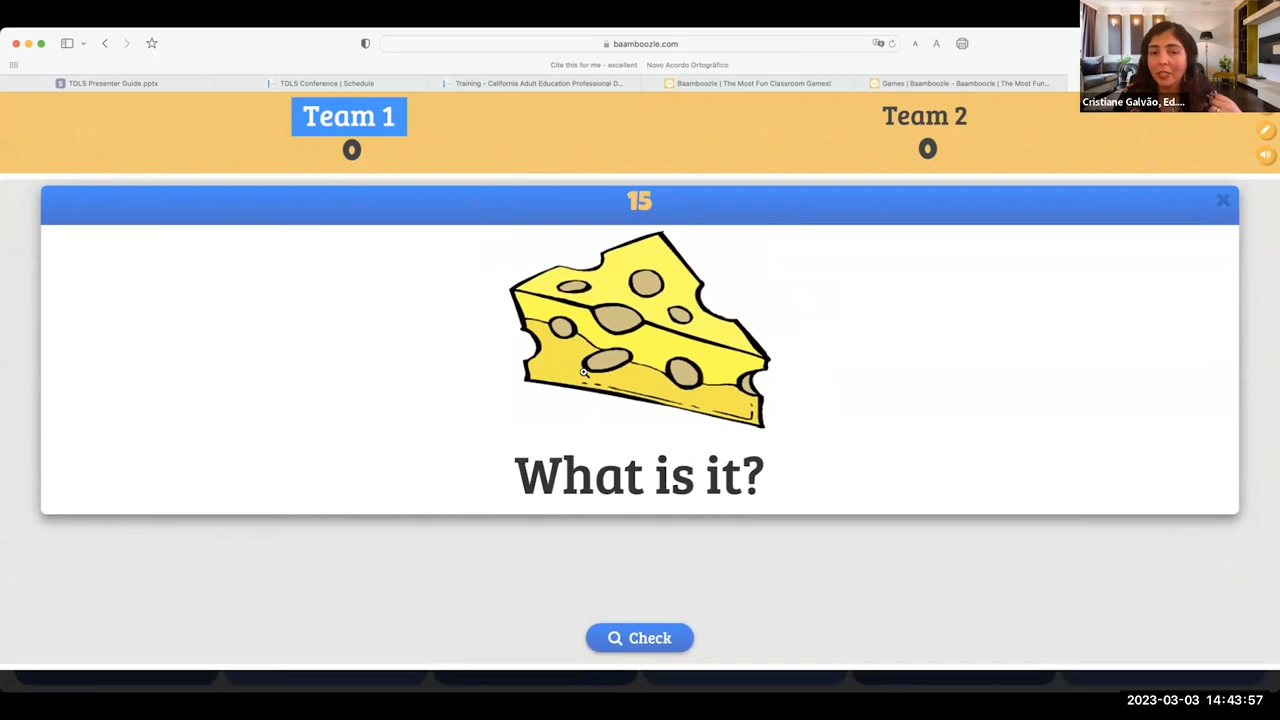 baamboozle.com
A A
Cite this for me - excellent Novo Acordo Ortográfico
S TDLS Presenter Guide.pptx TDLS Conference | Schedule Training - California Adult Education Professional D... Baamboozle | The Most Fun Classroom Games! Games | Baamboozle - Baamboozle | The Most Fun...
Cristiane Galvão, Ed....
Team 1 Team 2
0 0
15
What is it?
Check
2023-03-03 14:43:57